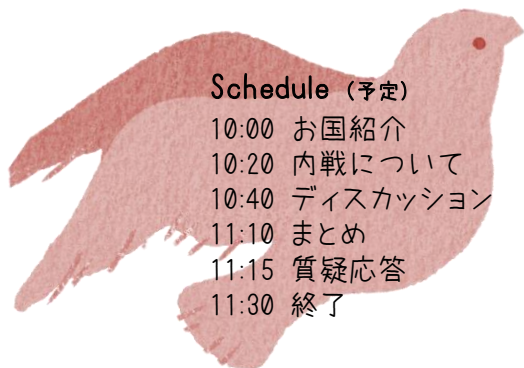 Schedule (予定)
10:00 お国紹介
10:20 内戦について
10:40 ディスカッション
11:10 まとめ
11:15 質疑応答
11:30 終了